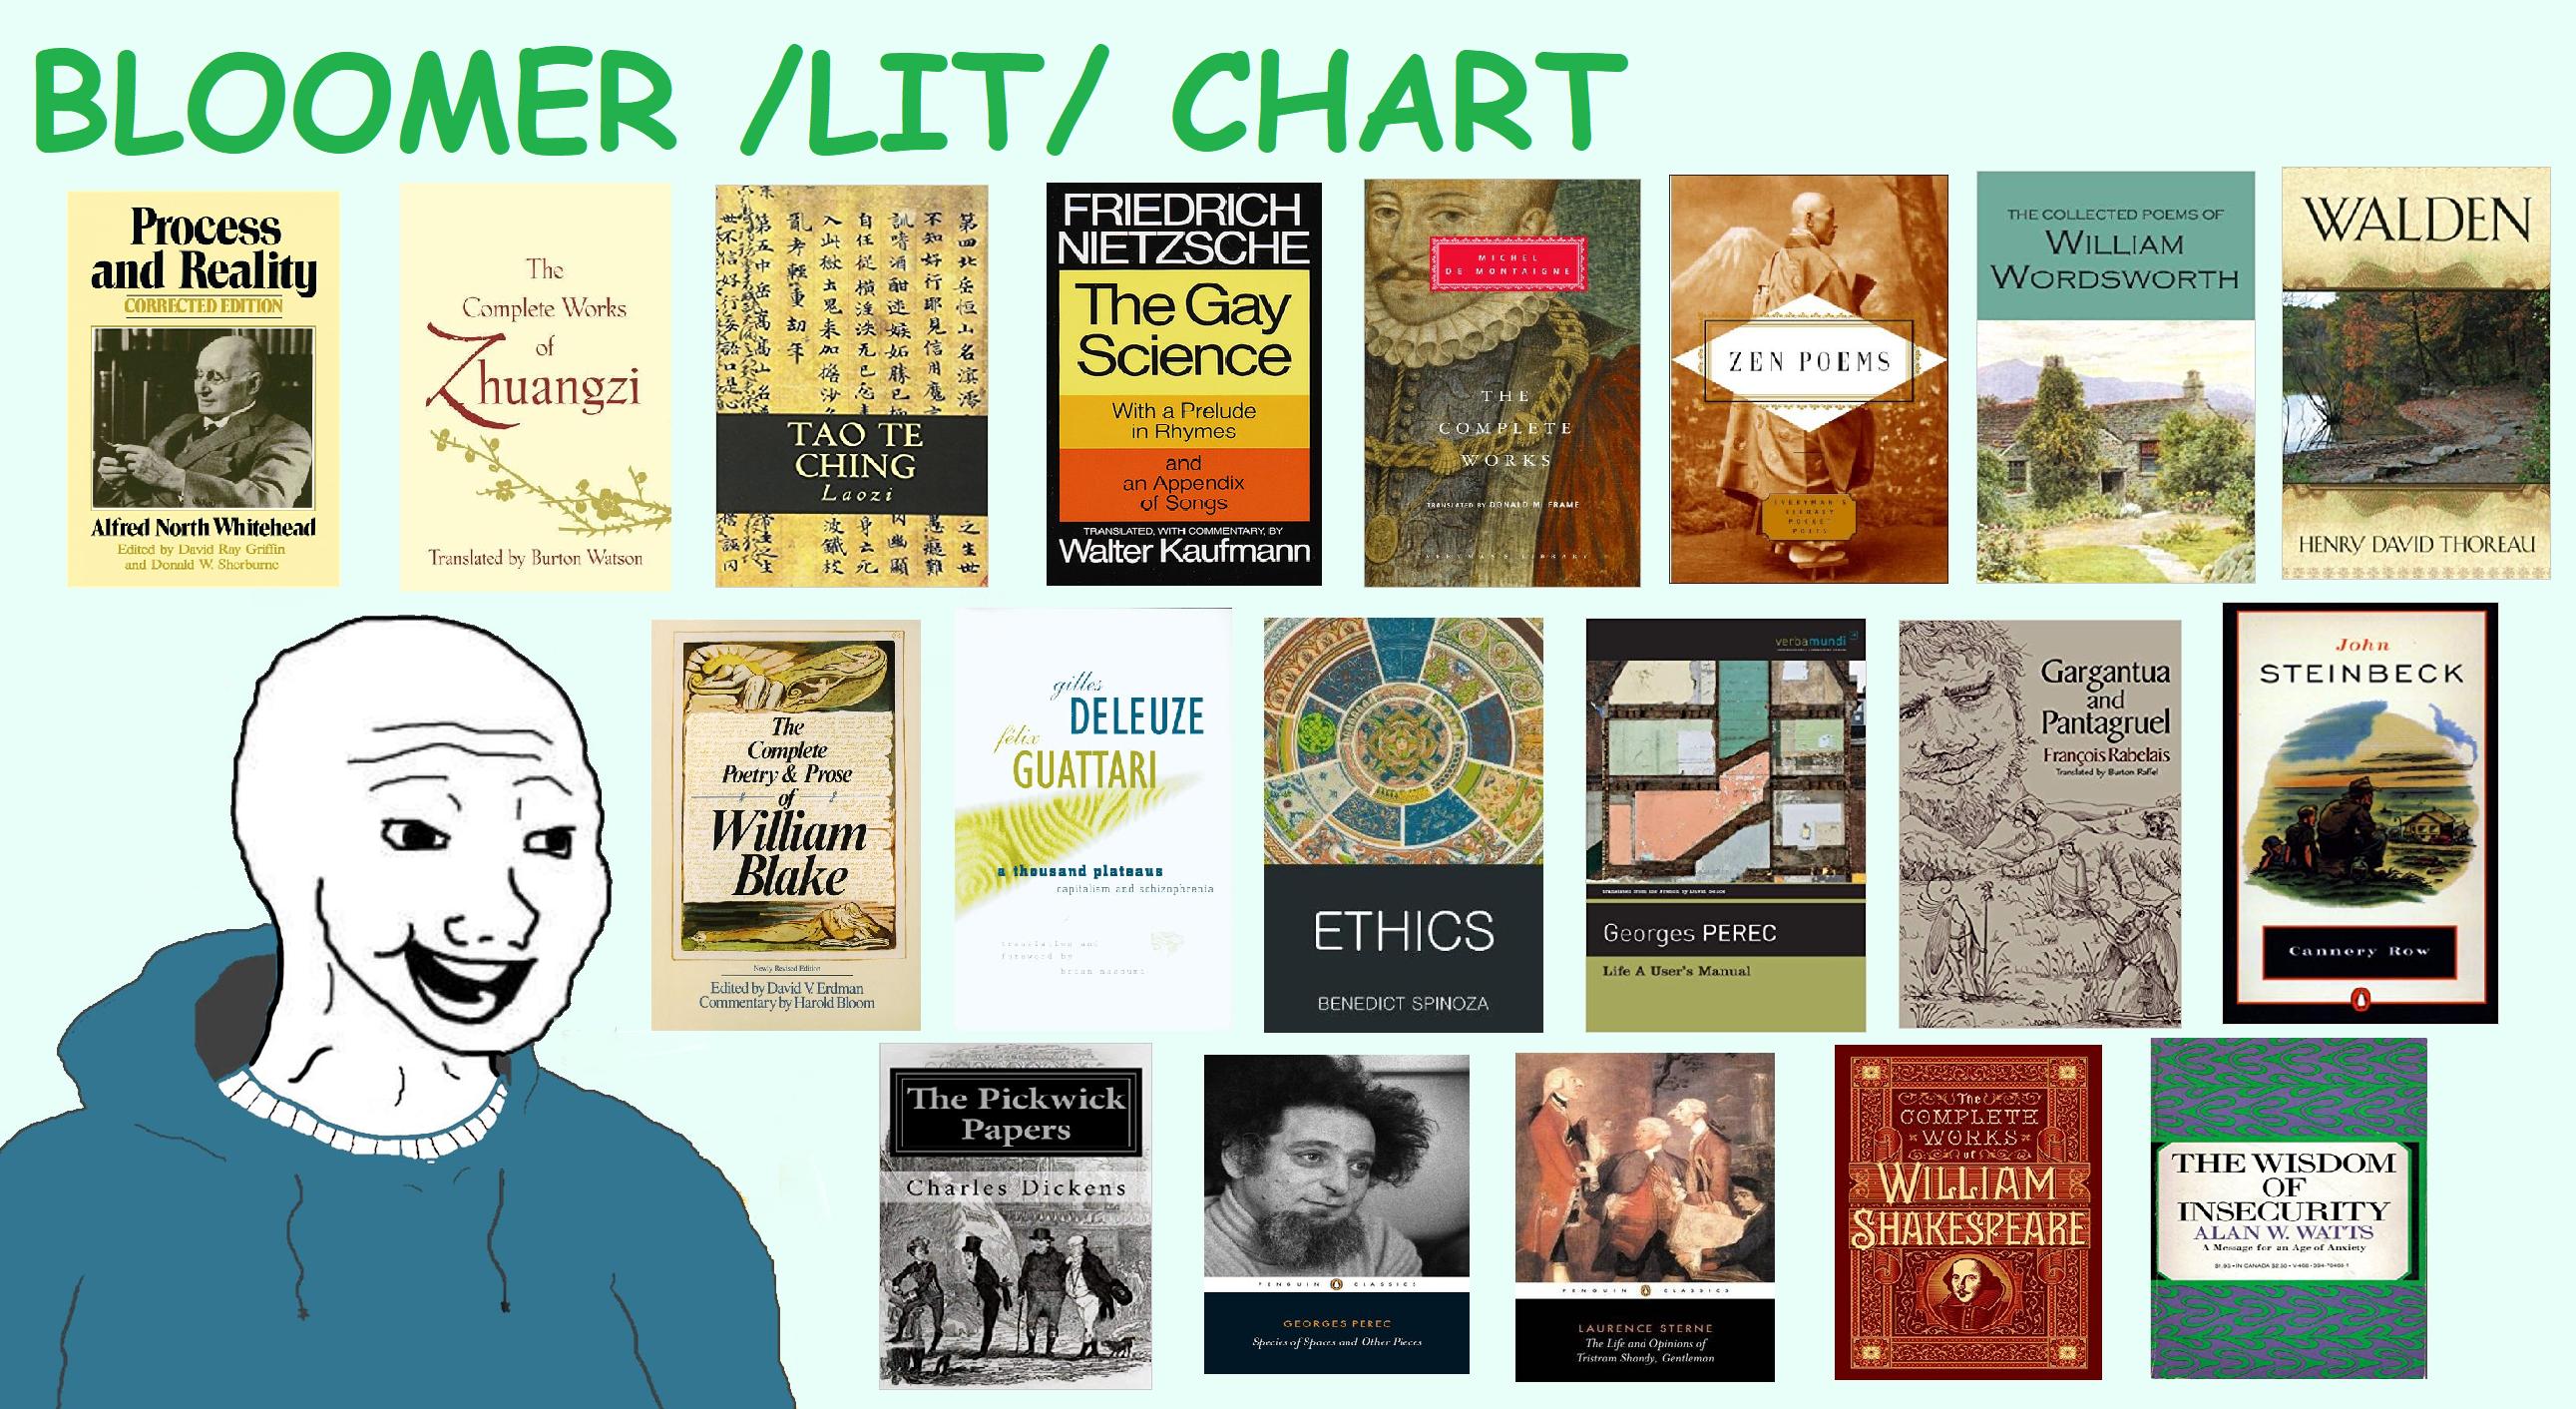 BLOOMER /LIT/ CHART
Process
and Reality
CORRECTED EDITION
Alfred North Whitehead
Edited by David Ray Griffin
and Donald W. Sherburne
The
Complete Works
of
Zhuangzi
Translated by Burton Watson
TAO TE
CHING
Laozi
FRIEDRICH
NIETZSCHE
The Gay
Science
With a Prelude
in Rhymes
and
an Appendix
of Songs
TRANSLATED, WITH COMMENTARY, BY
Walter Kaufmann
MICHEL
DE MONTAIGNE
THE
COMPLETE
WORKS
TRANSLATED BY DONALD M. FRAME
EVERYMAN'S LIBRARY
ZEN POEMS
EVERYMAN'S
LIBRARY
POCKET
POETS
THE COLLECTED POEMS OF
WILLIAM
WORDSWORTH
WALDEN
HENRY DAVID THOREAU
The
Complete
Poetry & Prose
of
William
Blake
Newly Revised Edition
Edited by David V. Erdman
Commentary by Harold Bloom
gilles
DELEUZE
félix
GUATTARI
a thousand plateaus
capitalism and schizophrenia
translation and
foreword by
brian massumi
ETHICS
BENEDICT SPINOZA
verbamundi
Georges PEREC
Life A User's Manual
Gargantua
and
Pantagruel
François Rabelais
Translated by Burton Raffel
John
STEINBECK
Cannery Row
The Pickwick
Papers
Charles Dickens
PENGUIN CLASSICS
GEORGES PEREC
Species of Spaces and Other Pieces
PENGUIN CLASSICS
LAURENCE STERNE
The Life and Opinions of
Tristram Shandy, Gentleman
The
COMPLETE
WORKS
of
WILLIAM
SHAKESPEARE
THE WISDOM
OF
INSECURITY
ALAN W. WATTS
A Message for an Age of Anxiety